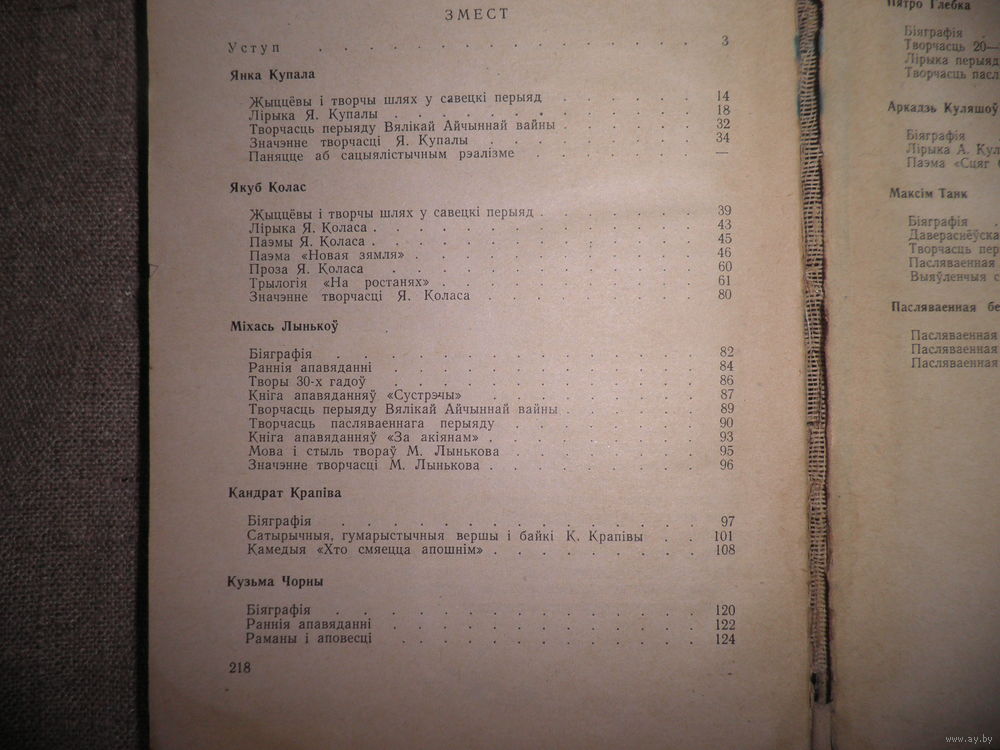 ЗМЕСТ
Уступ . . . . . . . . . . . . . . 3
Янка Купала
Жыццёвы і творчы шлях у савецкі перыяд . . . . . . 14
Лірыка Я. Купалы . . . . . . . . . . . . 18
Творчасць перыяду Вялікай Айчыннай вайны . . . . . . 32
Значэнне творчасці Я. Купалы . . . . . . . . 34
Паняцце аб сацыялістычным рэалізме . . . . . . . —
Якуб Колас
Жыццёвы і творчы шлях у савецкі перыяд . . . . . . . 39
Лірыка Я. Коласа . . . . . . . . . . . . . 43
Паэмы Я. Коласа . . . . . . . . . . . . . 45
Паэма «Новая зямля» . . . . . . . . . . . 46
Проза Я. Коласа . . . . . . . . . . . . 60
Трылогія «На ростанях» . . . . . . . . . . 61
Значэнне творчасці Я. Коласа . . . . . . . . . 80
Міхась Лынькоў
Біяграфія . . . . . . . . . . . . . . 82
Раннія апавяданні . . . . . . . . . . . . 84
Творы 30-х гадоў . . . . . . . . . . . . 86
Кніга апавяданняў «Сустрэчы» . . . . . . . . 87
Творчасць перыяду Вялікай Айчыннай вайны . . . . . 89
Творчасць пасляваеннага перыяду . . . . . . . 90
Кніга апавяданняў «За акіянам» . . . . . . . . . 93
Мова і стыль твораў М. Лынькова . . . . . . . 95
Значэнне творчасці М. Лынькова . . . . . . . . . 96
Кандрат Крапіва
Біяграфія . . . . . . . . . . . . . . 97
Сатырычныя, гумарыстычныя вершы і байкі К. Крапівы . . 101
Камедыя «Хто смяецца апошнім» . . . . . . . . . 108
Кузьма Чорны
Біяграфія . . . . . . . . . . . . . . 120
Раннія апавяданні . . . . . . . . . . . . 122
Раманы і аповесці . . . . . . . . . . . . 124
218
Пятро Глебка
Біяграфія .
Творчасць 20—
Лірыка перыяд
Творчасць пасл
Аркадзь Куляшоў
Біяграфія
Лірыка А. Кул
Паэма «Сцяг
Максім Танк
Біяграфія
Давераснёўска
Творчасць пер
Пасляваенная
Выяўленчыя с
Пасляваенная бе
Пасляваенная
Пасляваенная
Пасляваенная
www.ay.by